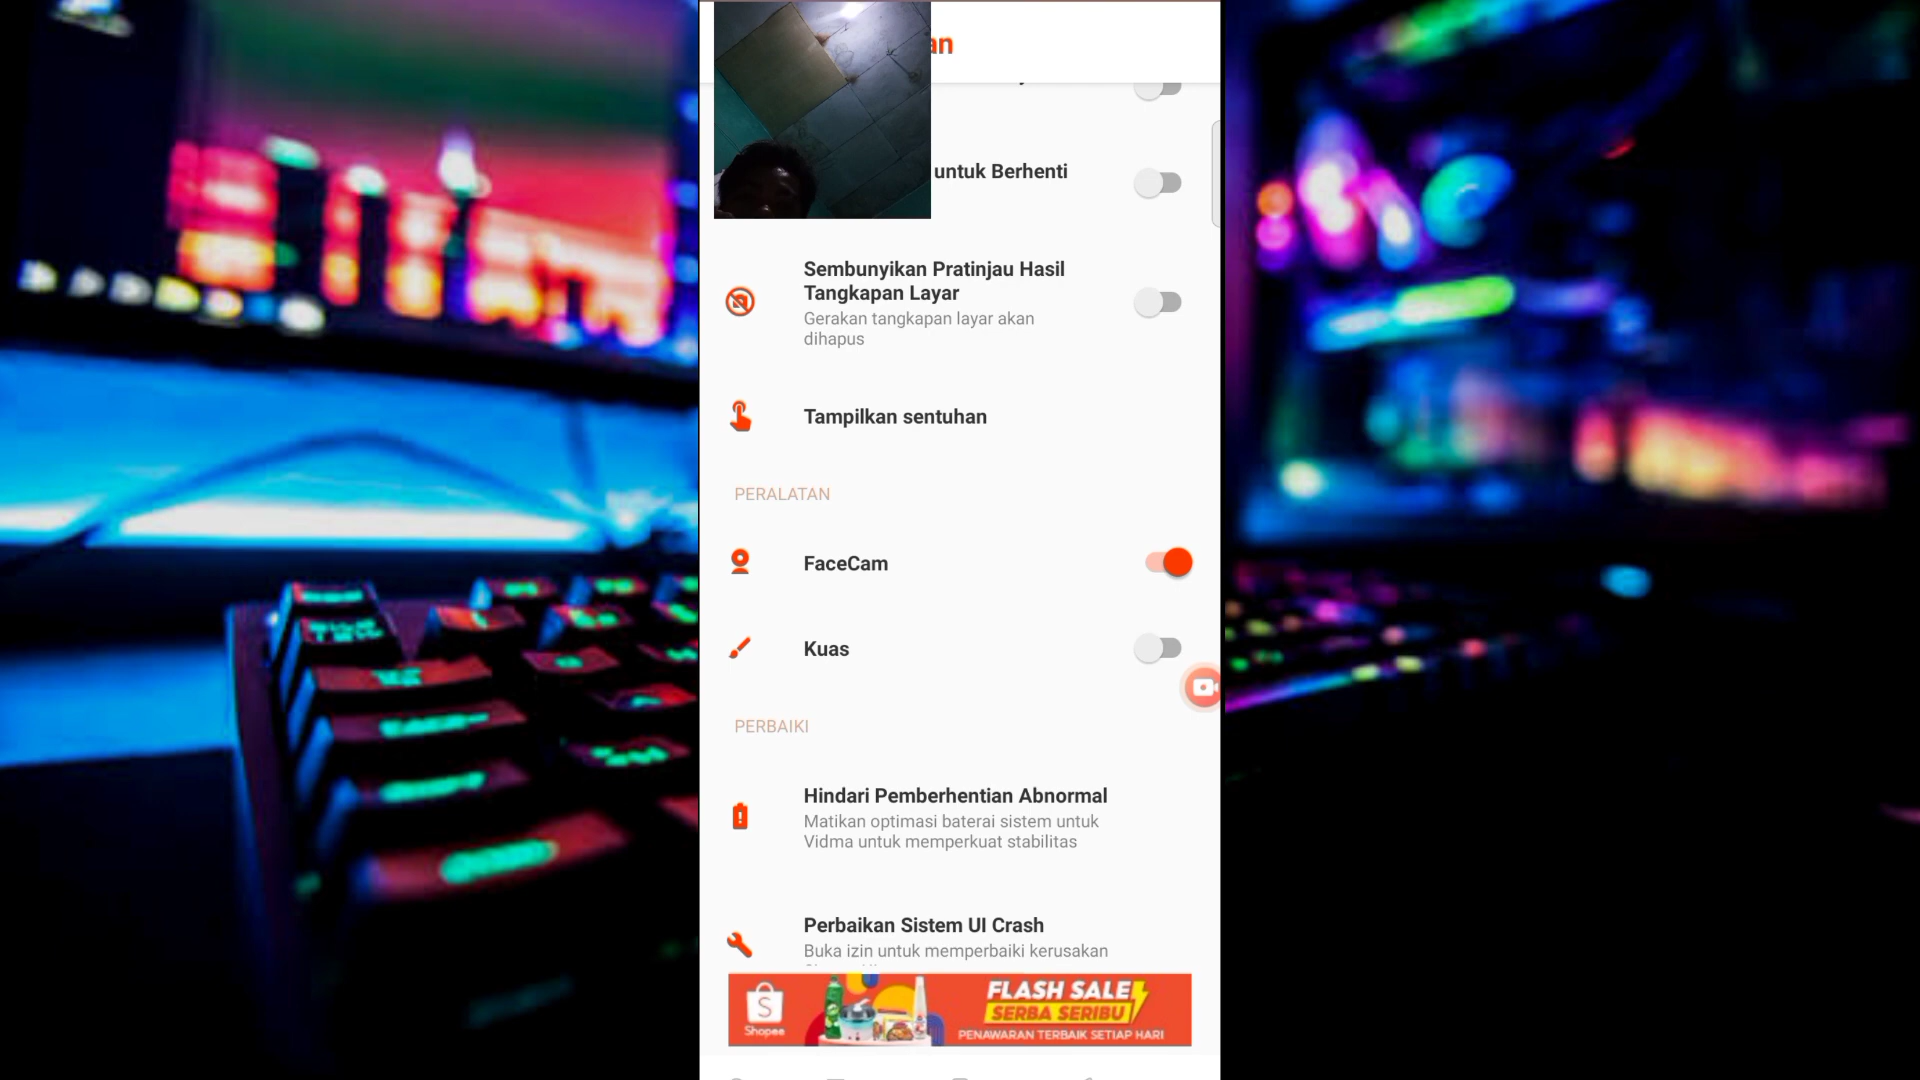 an
untuk Berhenti
Sembunyikan Pratinjau Hasil
Tangkapan Layar
Gerakan tangkapan layar akan
dihapus
Tampilkan sentuhan
PERALATAN
FaceCam
Kuas
PERBAIKI
Hindari Pemberhentian Abnormal
Matikan optimasi baterai sistem untuk
Vidma untuk memperkuat stabilitas
Perbaikan Sistem UI Crash
Buka izin untuk memperbaiki kerusakan
S
Shopee
FLASH SALE
SERBA SERIBU
PENAWARAN TERBAIK SETIAP HARI